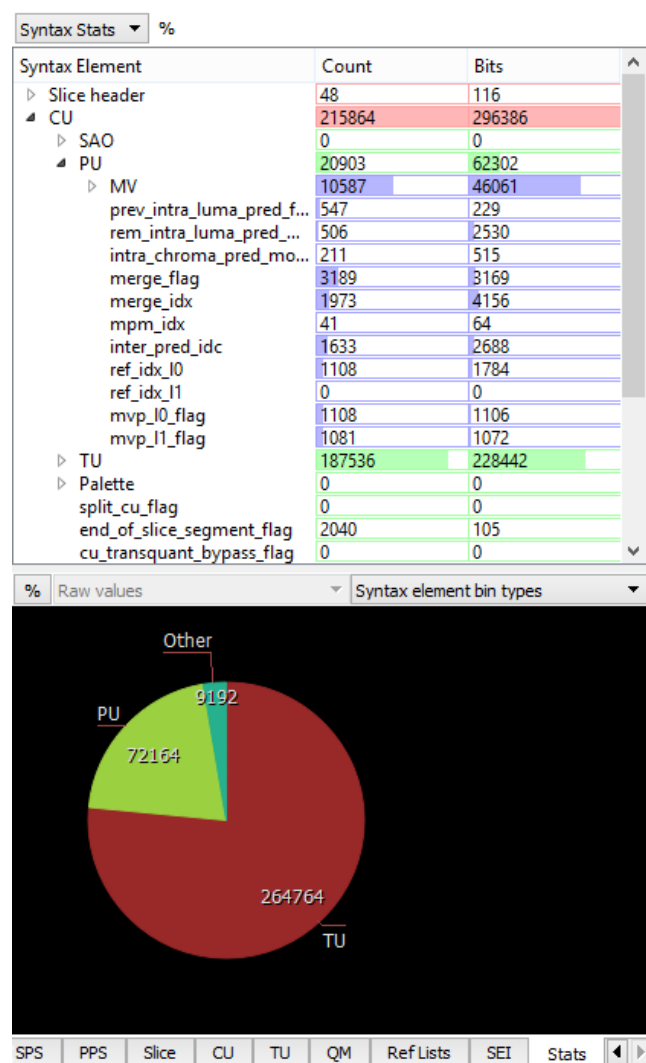 Syntax Stats %
Syntax Element Count Bits
Slice header 48 116
CU 215864 296386
SAO 0 0
PU 20903 62302
MV 10587 46061
prev_intra_luma_pred_f... 547 229
rem_intra_luma_pred_... 506 2530
intra_chroma_pred_mo... 211 515
merge_flag 3189 3169
merge_idx 1973 4156
mpm_idx 41 64
inter_pred_idc 1633 2688
ref_idx_l0 1108 1784
ref_idx_l1 0 0
mvp_l0_flag 1108 1106
mvp_l1_flag 1081 1072
TU 187536 228442
Palette 0 0
split_cu_flag 0 0
end_of_slice_segment_flag 2040 105
cu_transquant_bypass_flag 0 0
% Raw values Syntax element bin types
Other
9192
PU
72164
264764
TU
SPS PPS Slice CU TU QM Ref Lists SEI Stats